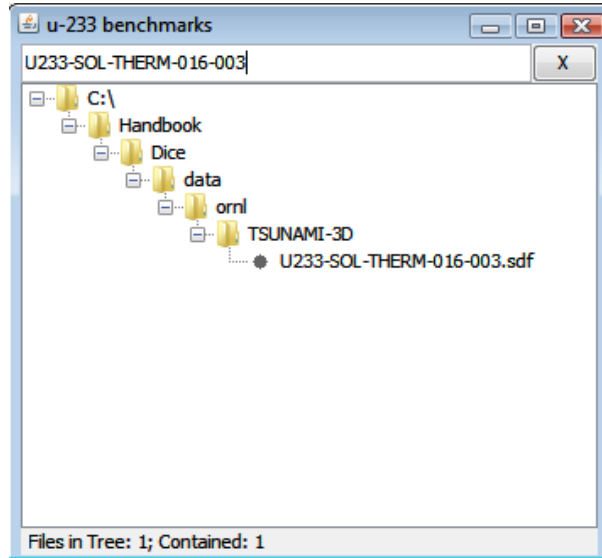 u-233 benchmarks
U233-SOL-THERM-016-003
X
C:\
Handbook
Dice
data
ornl
TSUNAMI-3D
U233-SOL-THERM-016-003.sdf
Files in Tree: 1; Contained: 1